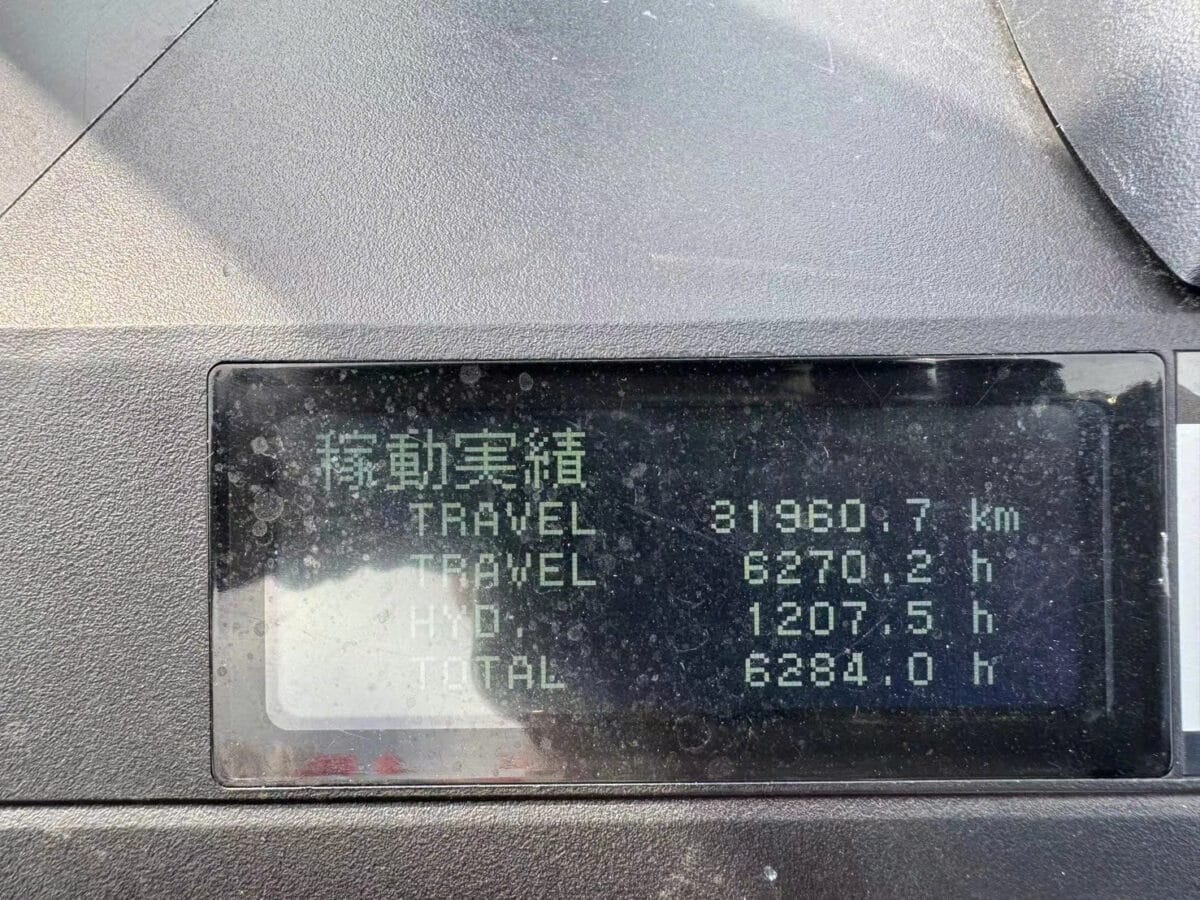 稼動実績
TRAVEL 31960.7 km
TRAVEL 6270.2 h
HYD. 1207.5 h
TOTAL 6284.0 h